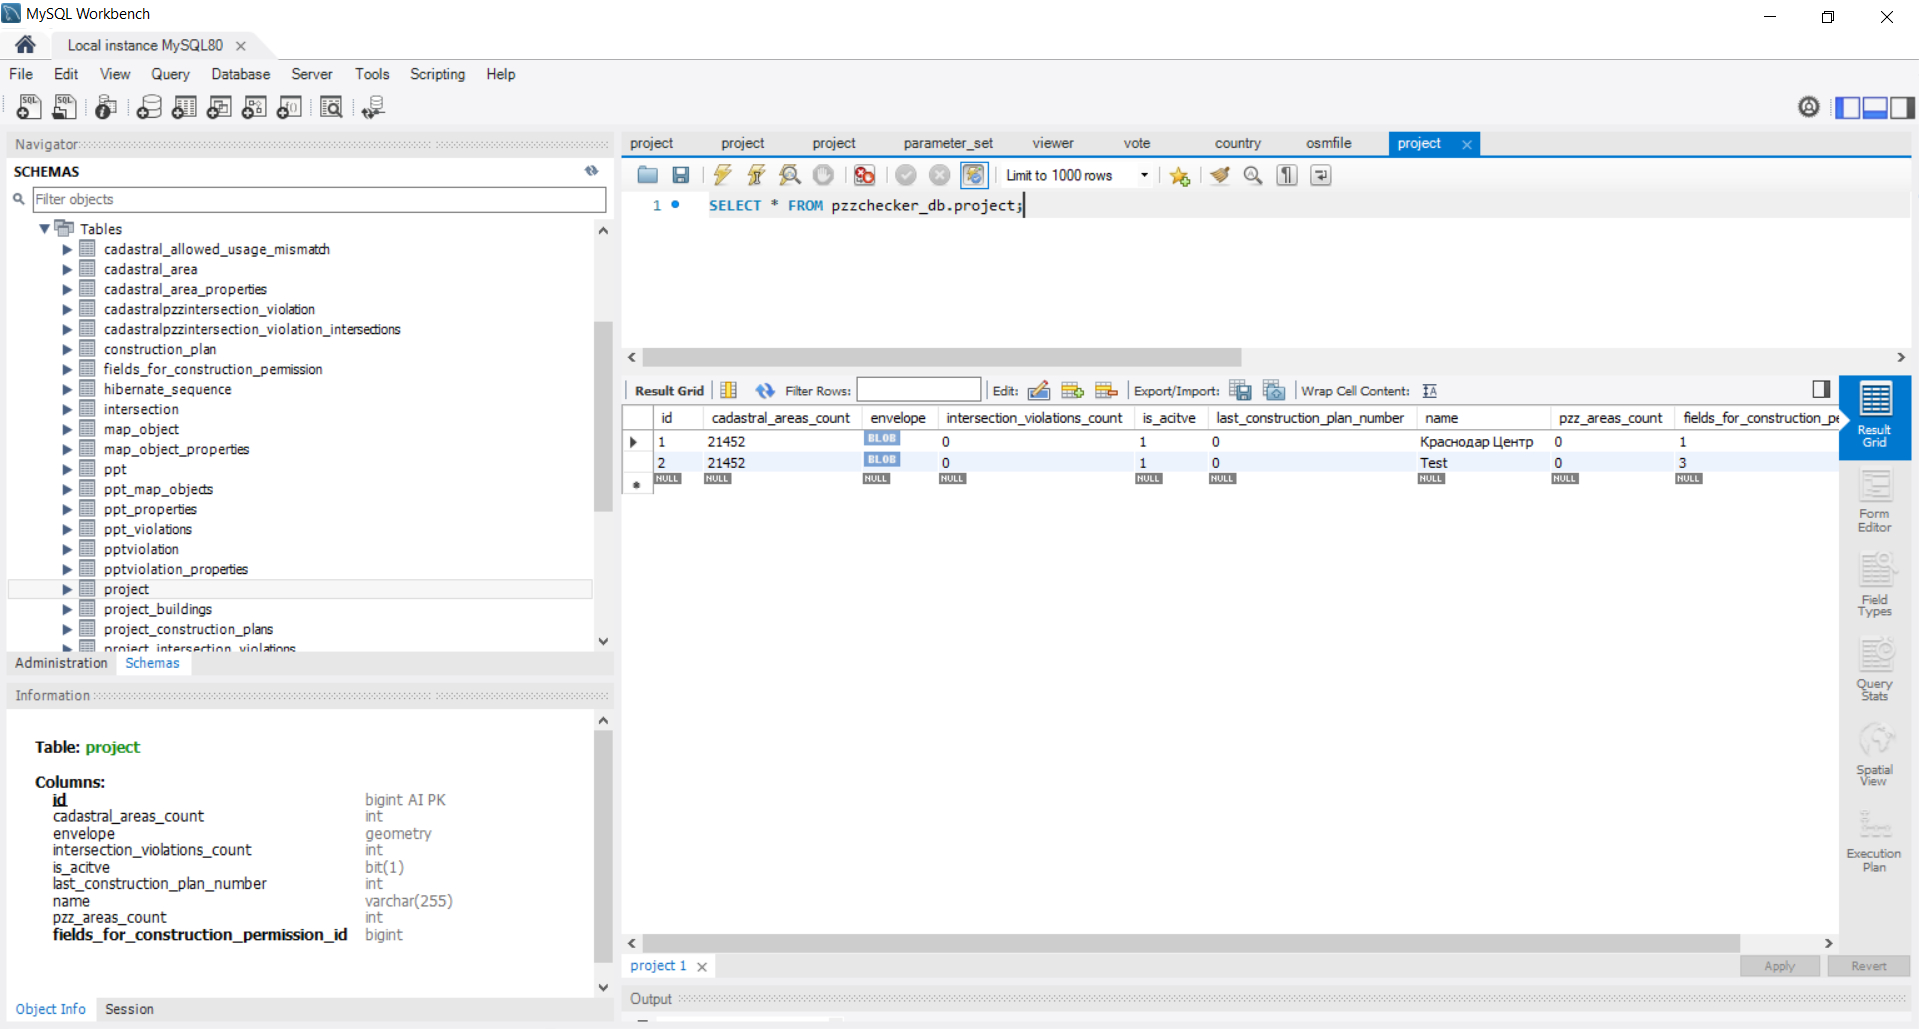 MySQL Workbench
Local instance MySQL80
File Edit View Query Database Server Tools Scripting Help
Navigator
SCHEMAS
Filter objects
Tables
cadastral_allowed_usage_mismatch
cadastral_area
cadastral_area_properties
cadastralpzzintersection_violation
cadastralpzzintersection_violation_intersections
construction_plan
fields_for_construction_permission
hibernate_sequence
intersection
map_object
map_object_properties
ppt
ppt_map_objects
ppt_properties
ppt_violations
pptviolation
pptviolation_properties
project
project_buildings
project_construction_plans
project_intersection_violations
Administration Schemas
Information
Table: project
Columns:
id bigint AI PK
cadastral_areas_count int
envelope geometry
intersection_violations_count int
is_acitve bit(1)
last_construction_plan_number int
name varchar(255)
pzz_areas_count int
fields_for_construction_permission_id bigint
Object Info Session
project project project parameter_set viewer vote country osmfile project
Limit to 1000 rows
1 SELECT * FROM pzzchecker_db.project;
Result Grid Filter Rows: Edit: Export/Import: Wrap Cell Content:
id cadastral_areas_count envelope intersection_violations_count is_acitve last_construction_plan_number name pzz_areas_count fields_for_construction_pe
1 21452 BLOB 0 1 0 Краснодар Центр 0 1
2 21452 BLOB 0 1 0 Test 0 3
NULL NULL NULL NULL NULL NULL NULL NULL NULL
Result
Grid
Form
Editor
Field
Types
Query
Stats
Spatial
View
Execution
Plan
project 1
Apply Revert
Output